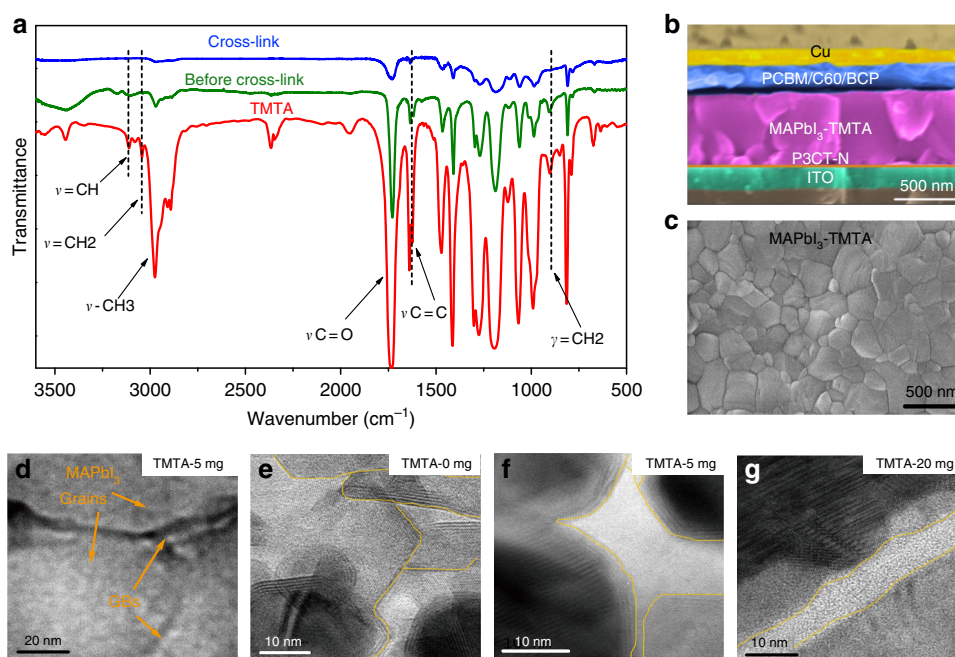 a
Cross-link
Before cross-link
TMTA
ν=CH
ν=CH2
ν-CH3
ν C=O
ν C=C
γ=CH2
Transmittance
3500 3000 2500 2000 1500 1000 500
Wavenumber (cm⁻¹)
b
Cu
PCBM/C60/BCP
MAPbI₃-TMTA
P3CT-N
ITO
500 nm
c
MAPbI₃-TMTA
500 nm
d
TMTA-5 mg
MAPbI₃
Grains
GBs
20 nm
e
TMTA-0 mg
10 nm
f
TMTA-5 mg
10 nm
g
TMTA-20 mg
10 nm